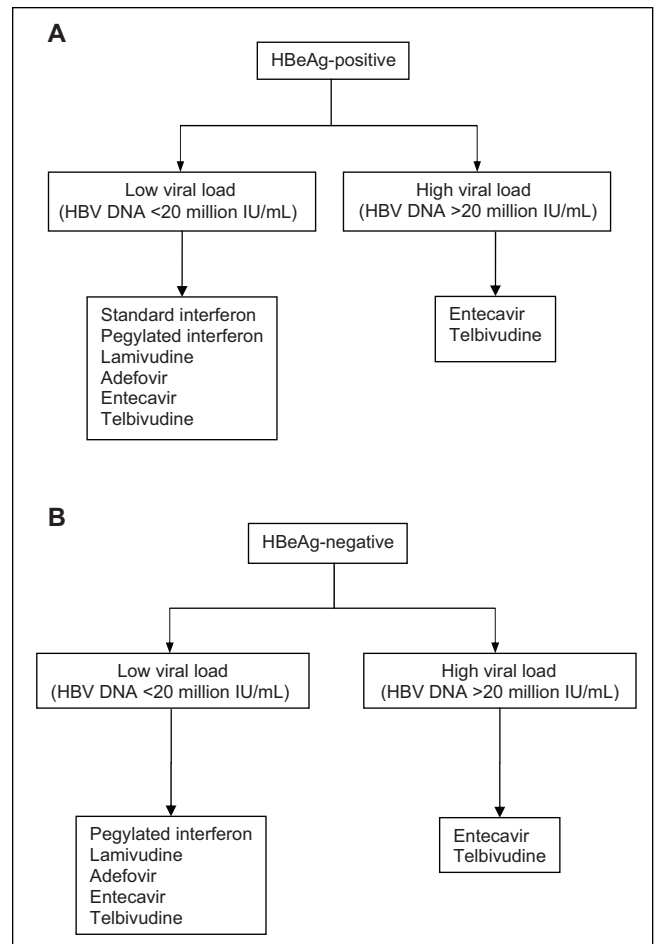 A
HBeAg-positive
Low viral load
(HBV DNA <20 million IU/mL)
High viral load
(HBV DNA >20 million IU/mL)
Standard interferon
Pegylated interferon
Lamivudine
Adefovir
Entecavir
Telbivudine
Entecavir
Telbivudine
B
HBeAg-negative
Low viral load
(HBV DNA <20 million IU/mL)
High viral load
(HBV DNA >20 million IU/mL)
Pegylated interferon
Lamivudine
Adefovir
Entecavir
Telbivudine
Entecavir
Telbivudine